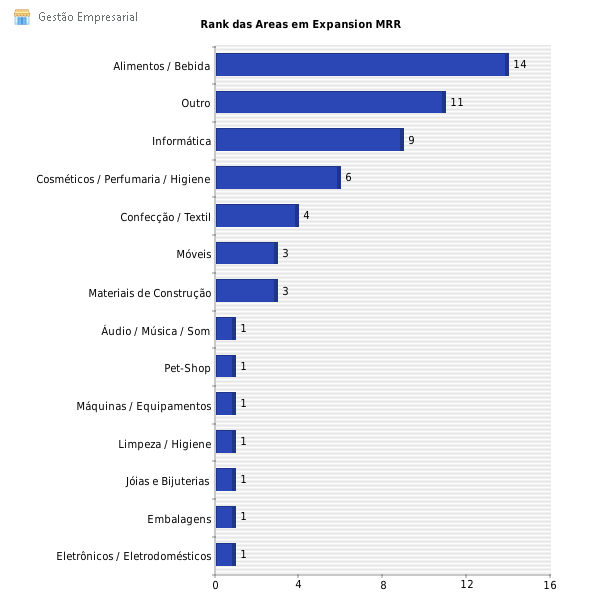 Gestão Empresarial
Rank das Areas em Expansion MRR
Alimentos / Bebida 14
Outro 11
Informática 9
Cosméticos / Perfumaria / Higiene 6
Confecção / Textil 4
Móveis 3
Materiais de Construção 3
Áudio / Música / Som 1
Pet-Shop 1
Máquinas / Equipamentos 1
Limpeza / Higiene 1
Jóias e Bijuterias 1
Embalagens 1
Eletrônicos / Eletrodomésticos 1
0 4 8 12 16